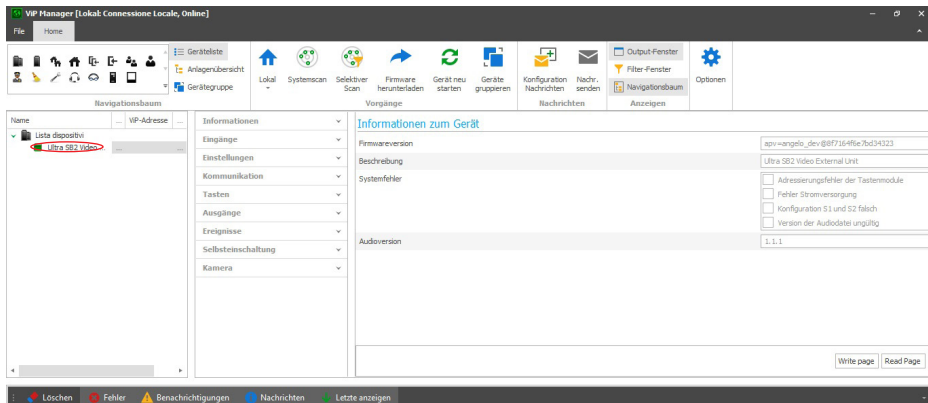 ViP Manager [Lokal: Connessione Locale, Online]
File Home
Geräteliste
Anlagenübersicht
Gerätegruppe
Lokal
Systemscan
Selektiver Scan
Firmware herunterladen
Gerät neu starten
Geräte gruppieren
Konfiguration Nachrichten
Nachr. senden
Output-Fenster
Filter-Fenster
Navigationsbaum
Optionen
Navigationsbaum Vorgänge Nachrichten Anzeigen
Name ... ViP-Adresse ...
Lista dispositivi
Ultra SB2 Video ... ... ...
Informationen
Eingänge
Einstellungen
Kommunikation
Tasten
Ausgänge
Ereignisse
Selbsteinschaltung
Kamera
Informationen zum Gerät
Firmwareversion apv=angelo_dev@8f7164f6e7bd34323
Beschreibung Ultra SB2 Video External Unit
Systemfehler
Adressierungsfehler der Tastenmodule
Fehler Stromversorgung
Konfiguration S1 und S2 falsch
Version der Audiodatei ungültig
Audioversion 1.1.1
Write page Read Page
Löschen Fehler Benachrichtigungen Nachrichten Letzte anzeigen